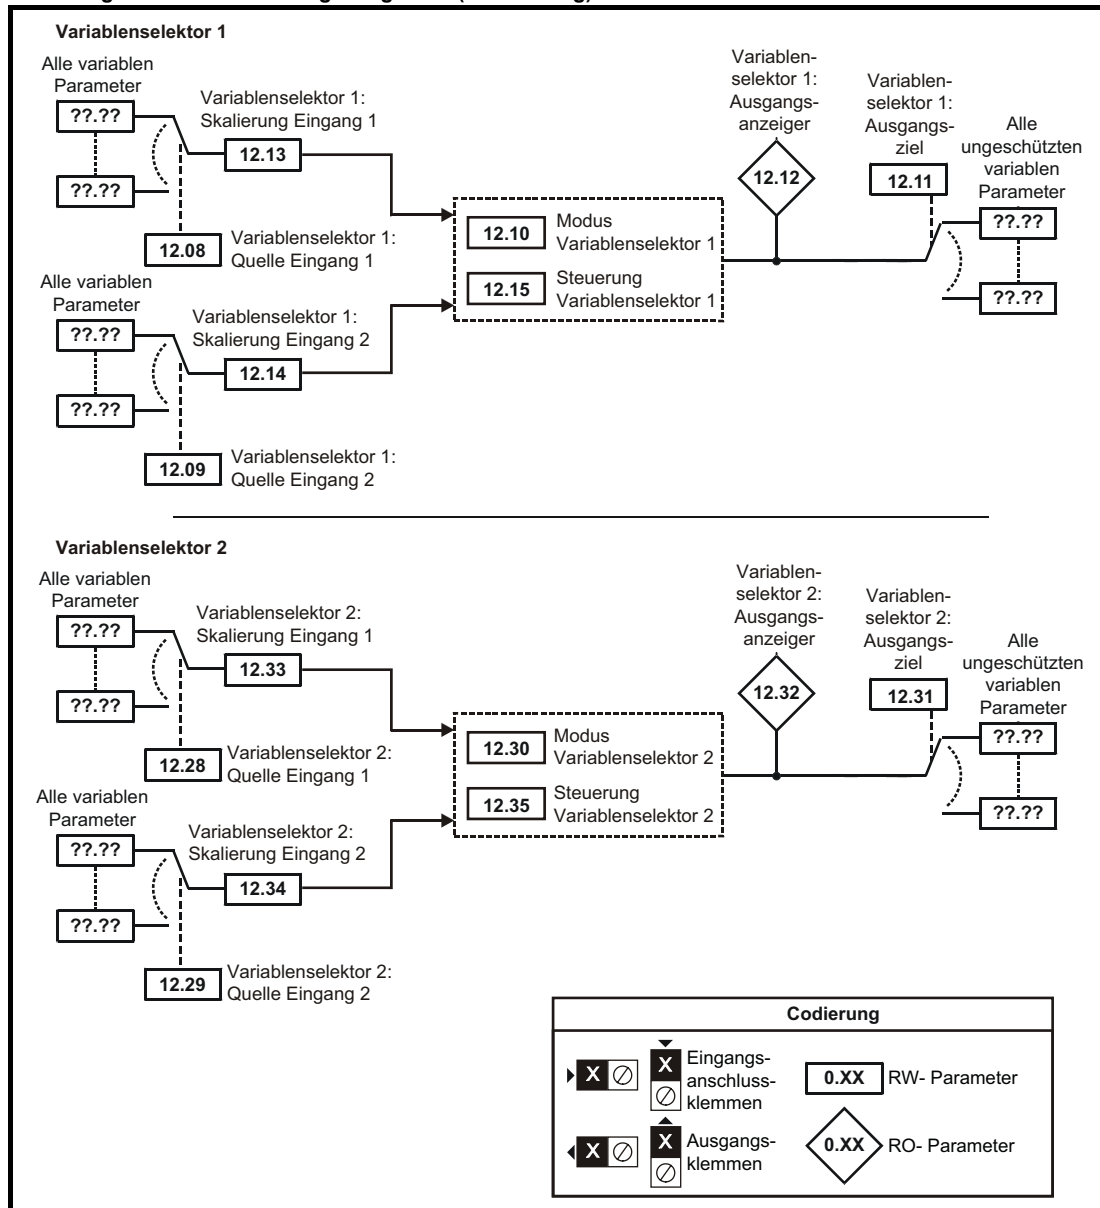 Variablenselektor 1
Alle variablen
Parameter
??.??
??.??
Variablenselektor 1:
Skalierung Eingang 1
12.13
12.08
Variablenselektor 1:
Quelle Eingang 1
Alle variablen
Parameter
??.??
??.??
Variablenselektor 1:
Skalierung Eingang 2
12.14
12.09
Variablenselektor 1:
Quelle Eingang 2
12.10
Modus
Variablenselektor 1
12.15
Steuerung
Variablenselektor 1
Variablen-
selektor 1:
Ausgangs-
anzeiger
12.12
Variablen-
selektor 1:
Ausgangs-
ziel
12.11
Alle
ungeschützten
variablen
Parameter
??.??
??.??
Variablenselektor 2
Alle variablen
Parameter
??.??
??.??
Variablenselektor 2:
Skalierung Eingang 1
12.33
12.28
Variablenselektor 2:
Quelle Eingang 1
Alle variablen
Parameter
??.??
??.??
Variablenselektor 2:
Skalierung Eingang 2
12.34
12.29
Variablenselektor 2:
Quelle Eingang 2
12.30
Modus
Variablenselektor 2
12.35
Steuerung
Variablenselektor 2
Variablen-
selektor 2:
Ausgangs-
anzeiger
12.32
Variablen-
selektor 2:
Ausgangs-
ziel
12.31
Alle
ungeschützten
variablen
Parameter
??.??
??.??
Codierung
X
X
Eingangs-
anschluss-
klemmen
0.XX
RW- Parameter
X
X
Ausgangs-
klemmen
0.XX
RO- Parameter